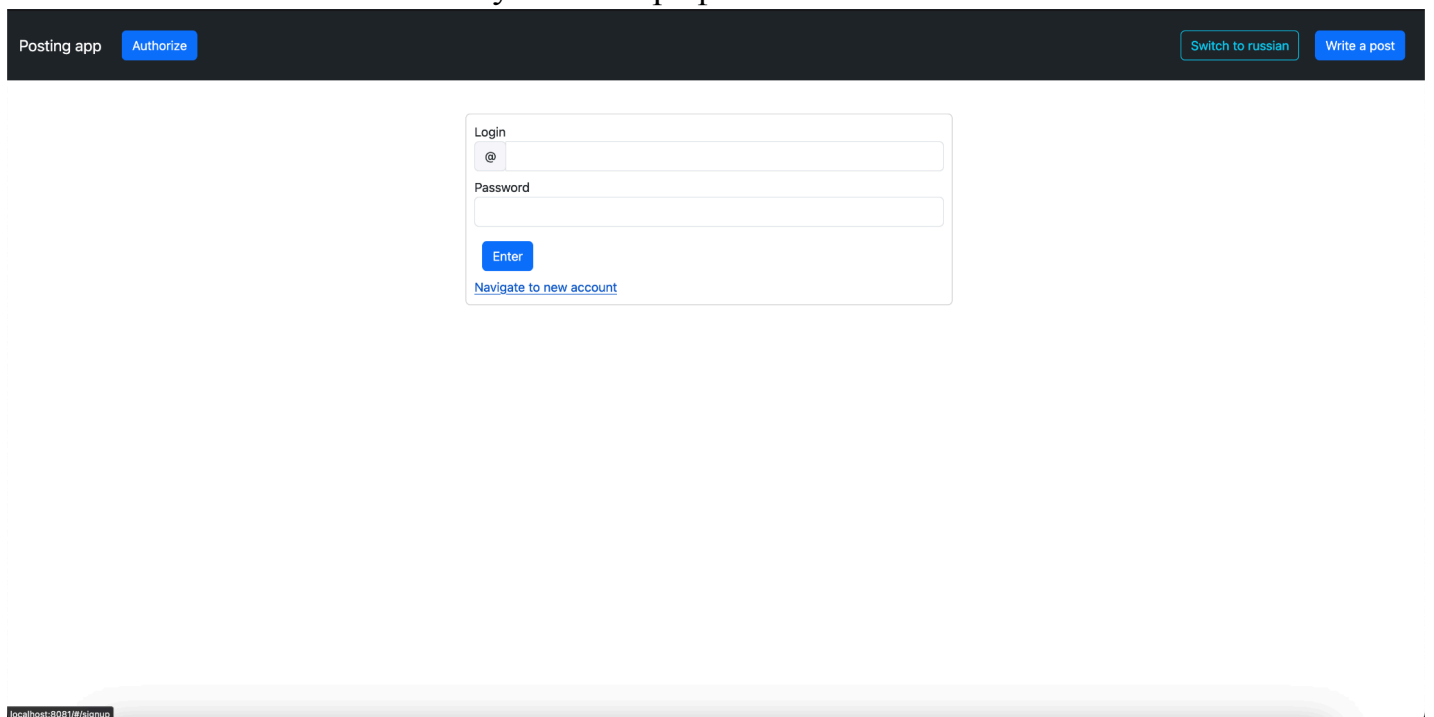 Posting app Authorize Switch to russian Write a post
Login
@
Password
Enter
Navigate to new account
localhost:8081/#/signup